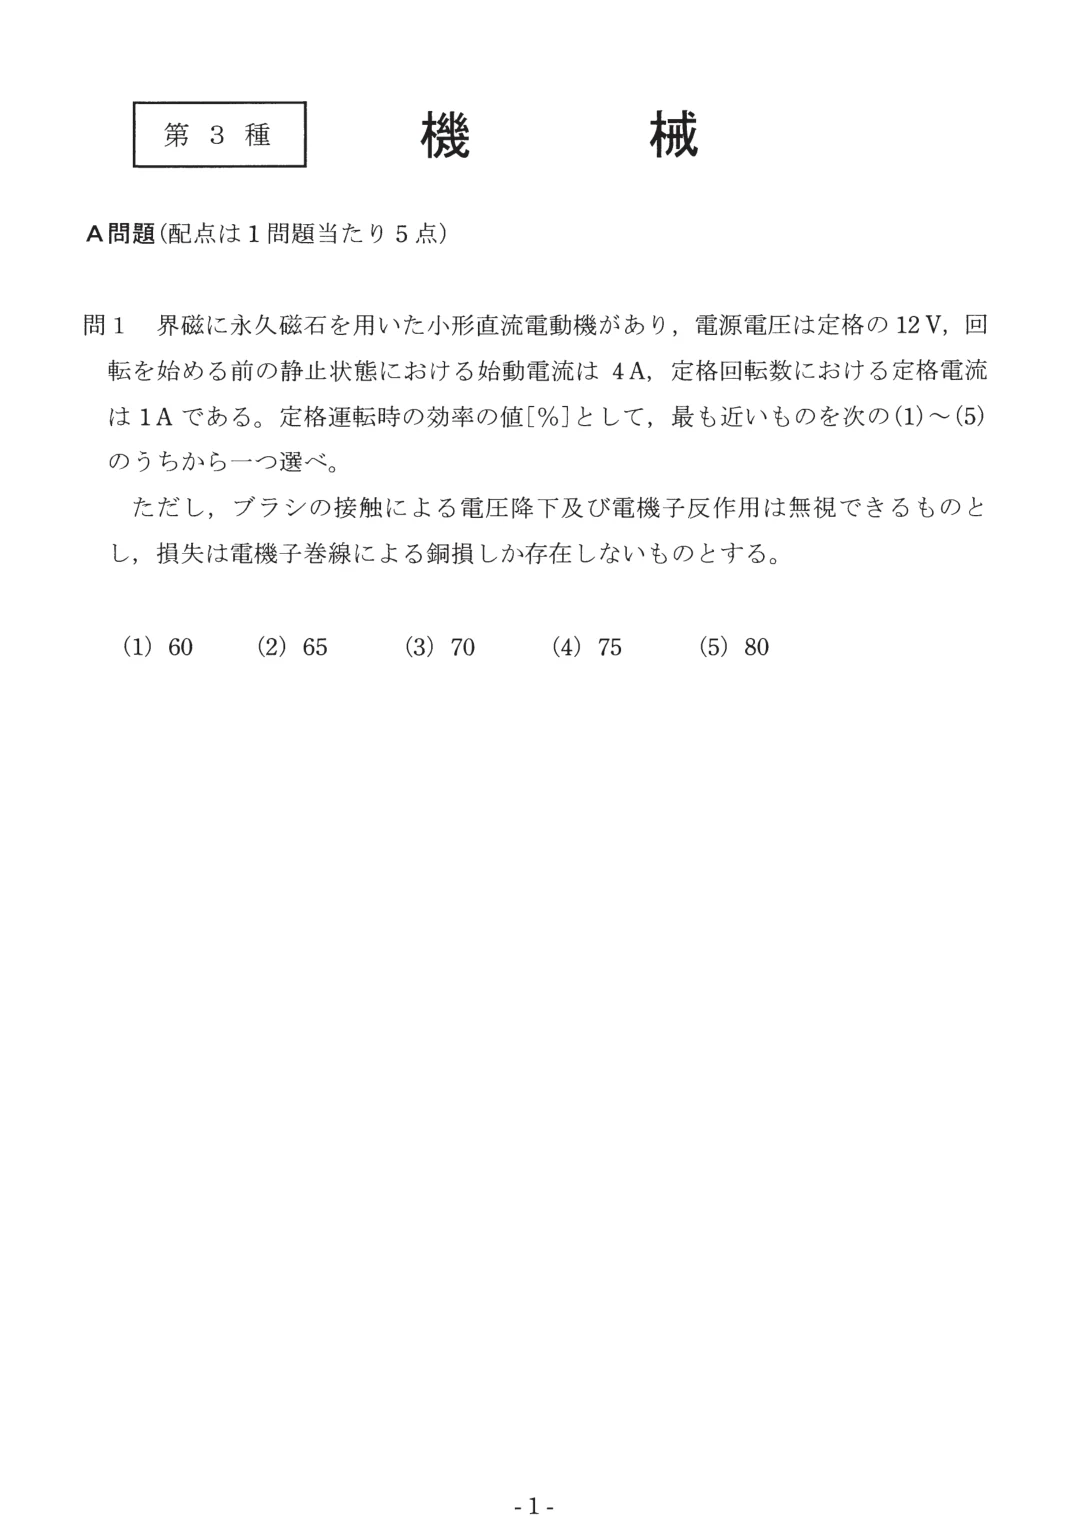 第 3 種
機 械
A問題(配点は1問題当たり5点)
問1 界磁に永久磁石を用いた小形直流電動機があり，電源電圧は定格の 12 V，回
転を始める前の静止状態における始動電流は 4 A，定格回転数における定格電流
は 1 A である。定格運転時の効率の値[%]として，最も近いものを次の(1)～(5)
のうちから一つ選べ。
ただし，ブラシの接触による電圧降下及び電機子反作用は無視できるものと
し，損失は電機子巻線による銅損しか存在しないものとする。
(1) 60 (2) 65 (3) 70 (4) 75 (5) 80
- 1 -